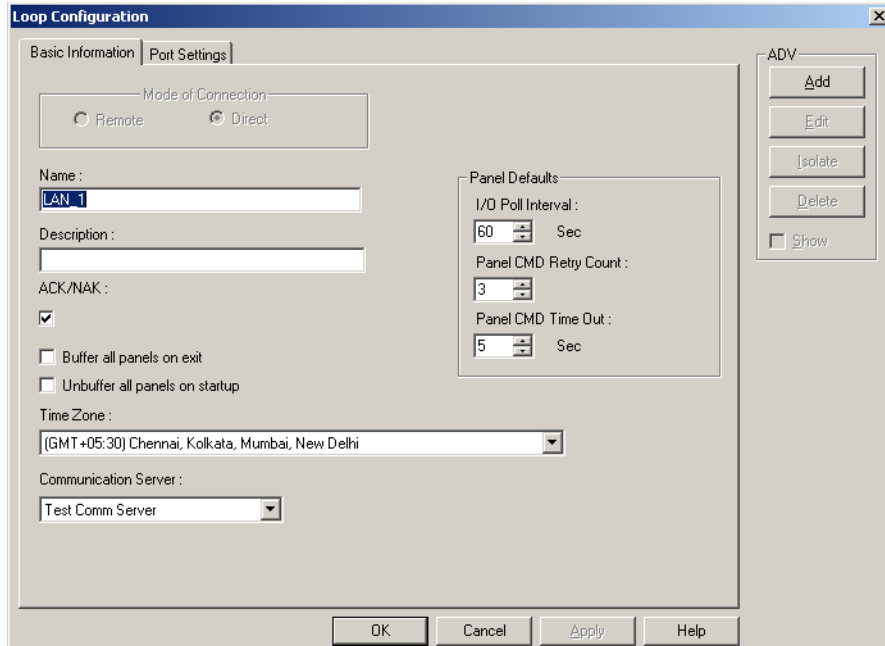 Loop Configuration
Basic Information
Port Settings
Mode of Connection
Remote
Direct
Name :
LAN_1
Description :
ACK/NAK :
Buffer all panels on exit
Unbuffer all panels on startup
Time Zone :
(GMT+05:30) Chennai, Kolkata, Mumbai, New Delhi
Communication Server :
Test Comm Server
Panel Defaults
I/O Poll Interval :
60 Sec
Panel CMD Retry Count :
3
Panel CMD Time Out :
5 Sec
ADV
Add
Edit
Isolate
Delete
Show
OK
Cancel
Apply
Help